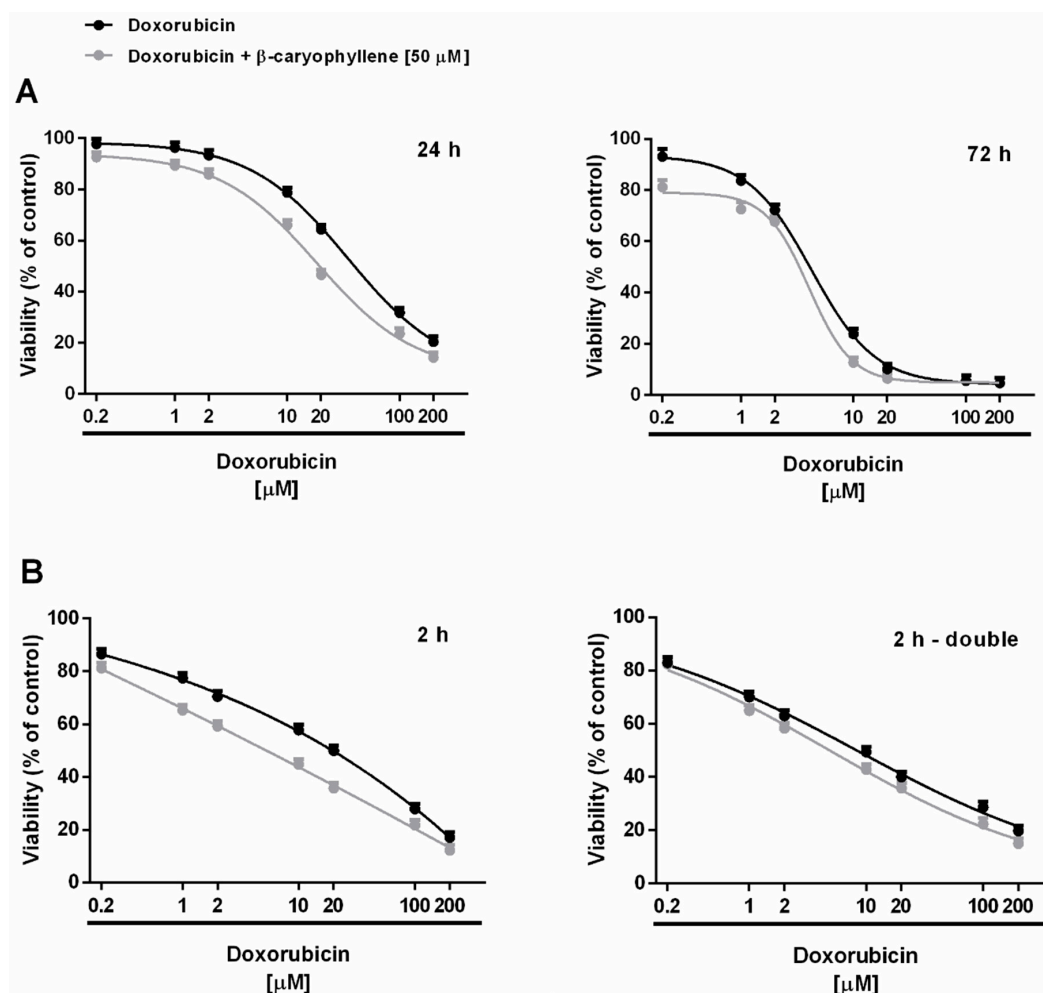 Doxorubicin
Doxorubicin + β-caryophyllene [50 μM]
A
24 h
Viability (% of control)
100
80
60
40
20
0
0.2 1 2 10 20 100 200
Doxorubicin
[μM]
72 h
Viability (% of control)
100
80
60
40
20
0
0.2 1 2 10 20 100 200
Doxorubicin
[μM]
B
2 h
Viability (% of control)
100
80
60
40
20
0
0.2 1 2 10 20 100 200
Doxorubicin
[μM]
2 h - double
Viability (% of control)
100
80
60
40
20
0
0.2 1 2 10 20 100 200
Doxorubicin
[μM]